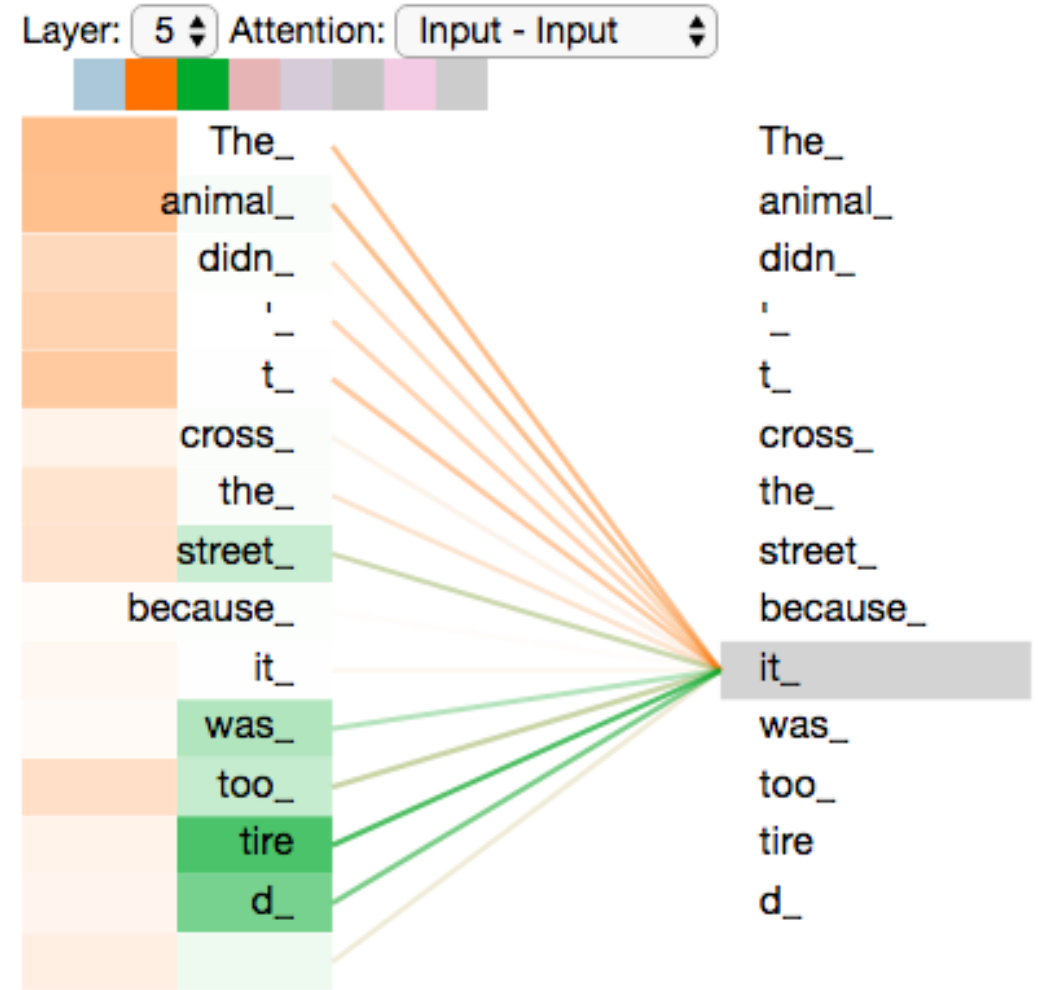 Layer: 5 Attention: Input - Input
The_ The_
animal_ animal_
didn_ didn_
'_ '_
t_ t_
cross_ cross_
the_ the_
street_ street_
because_ because_
it_ it_
was_ was_
too_ too_
tire tire
d_ d_